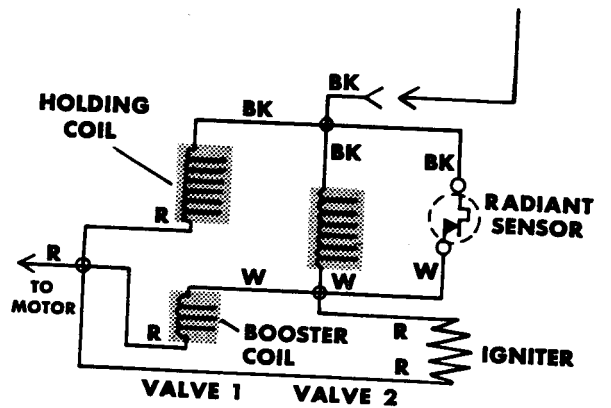 BK
HOLDING
COIL
BK
BK
BK
R
RADIANT
SENSOR
R
TO
MOTOR
W
W
W
R
BOOSTER
COIL
R
R
IGNITER
VALVE 1
VALVE 2